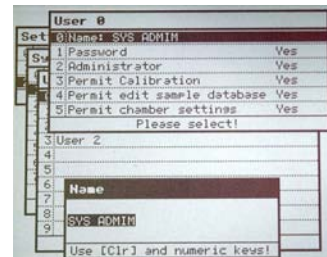 User 0
Set
0 Name: SYS ADMIN
1 Password Yes
Sy
2 Administrator Yes
3 Permit Calibration Yes
U
4 Permit edit sample database Yes
5 Permit chamber settings Yes
Please select!
3 User 2
4
5
6
Name
7
8
SYS ADMIN
9
Use [Clr] and numeric keys!